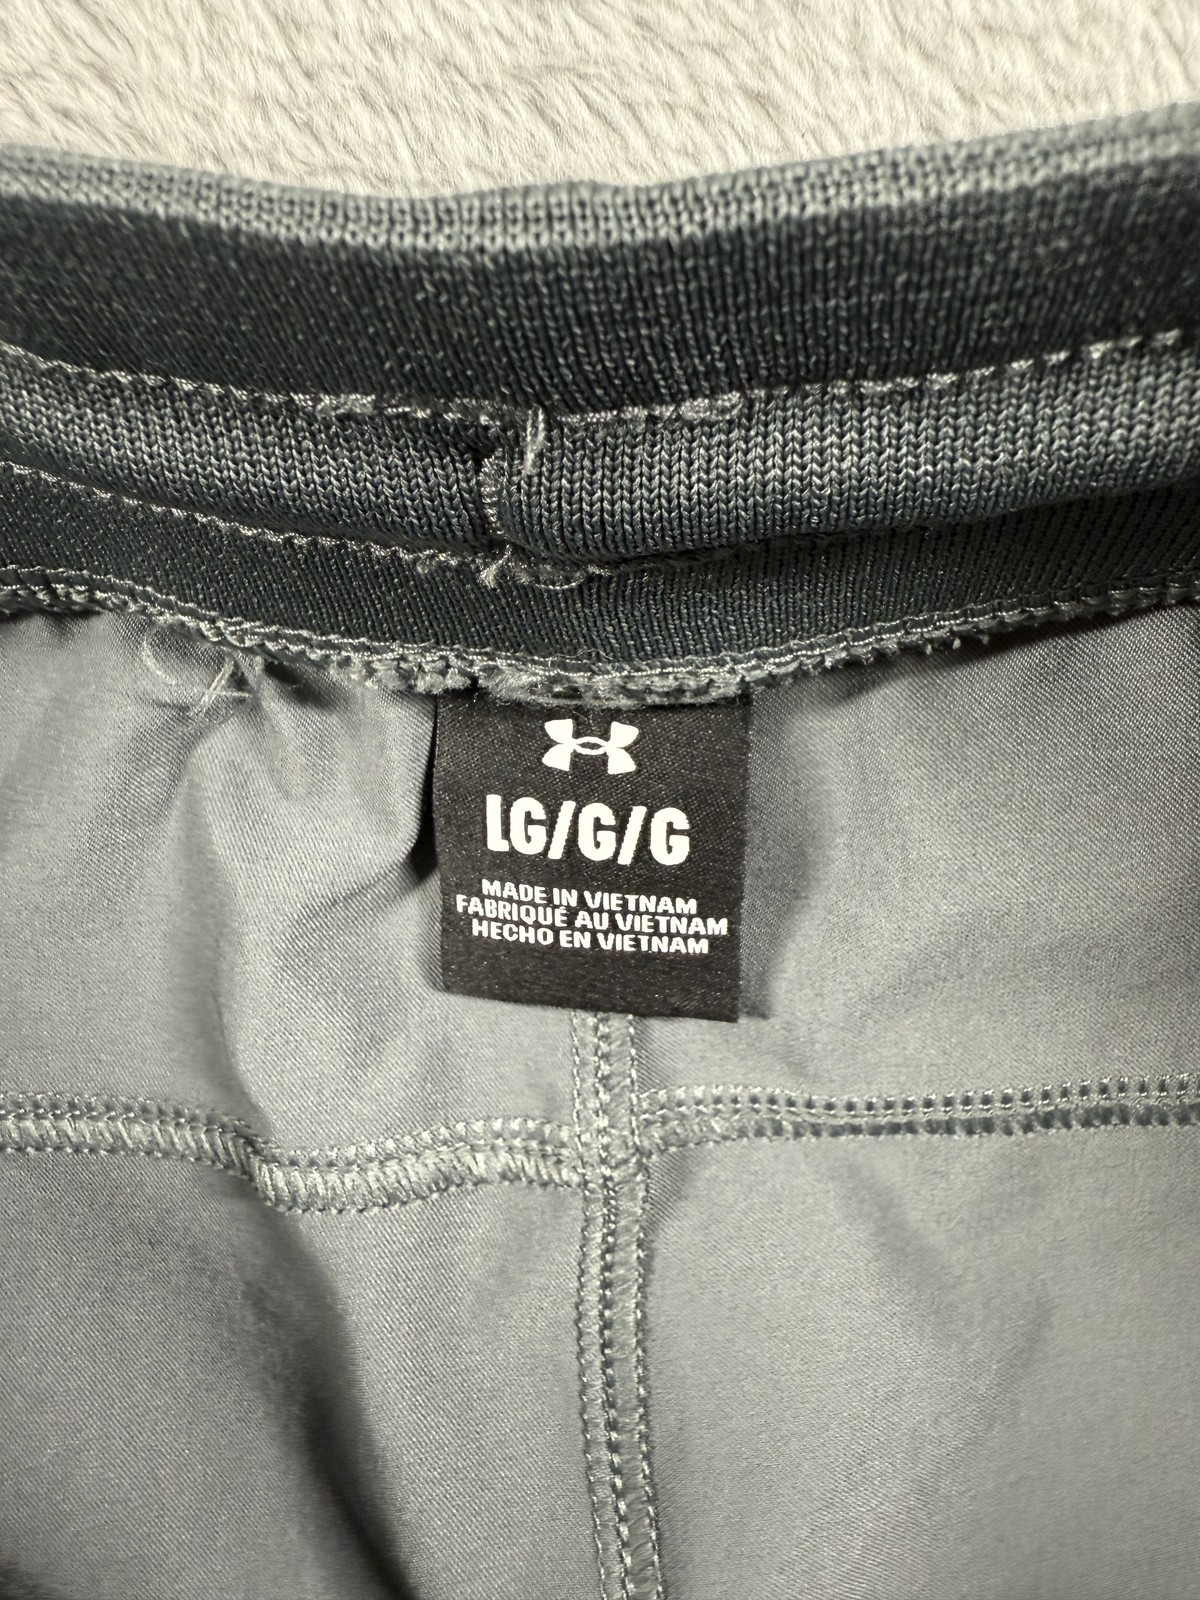 LG/G/G
MADE IN VIETNAM
FABRIQUÉ AU VIETNAM
HECHO EN VIETNAM